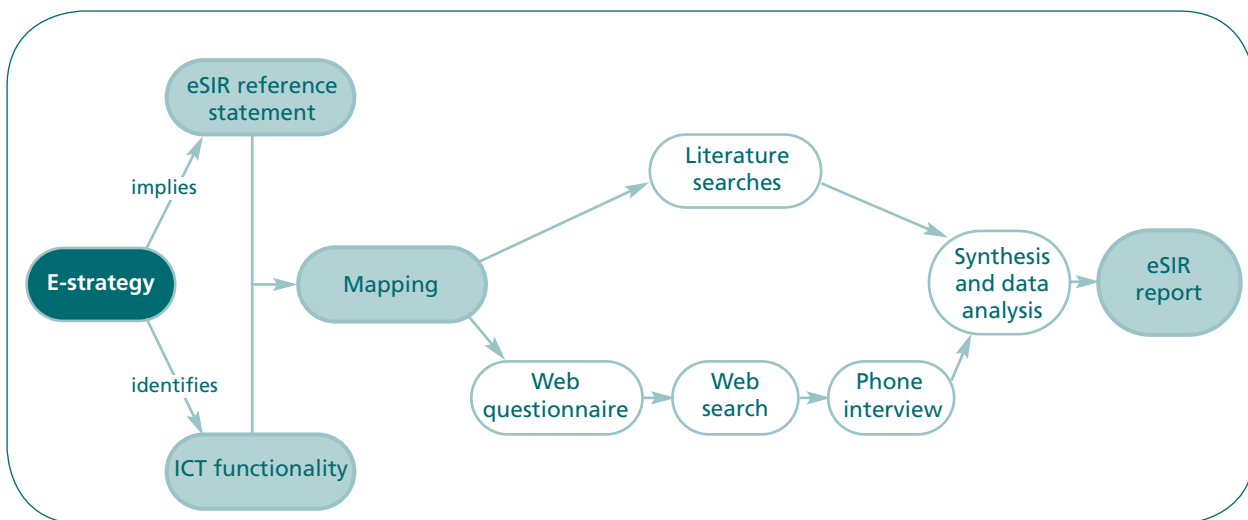 eSIR reference
statement
implies
E-strategy
identifies
ICT functionality
Mapping
Literature
searches
Web
questionnaire
Web
search
Phone
interview
Synthesis
and data
analysis
eSIR
report